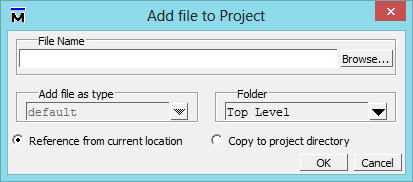 Add file to Project
File Name
Browse...
Add file as type
Folder
default
Top Level
Reference from current location
Copy to project directory
OK
Cancel